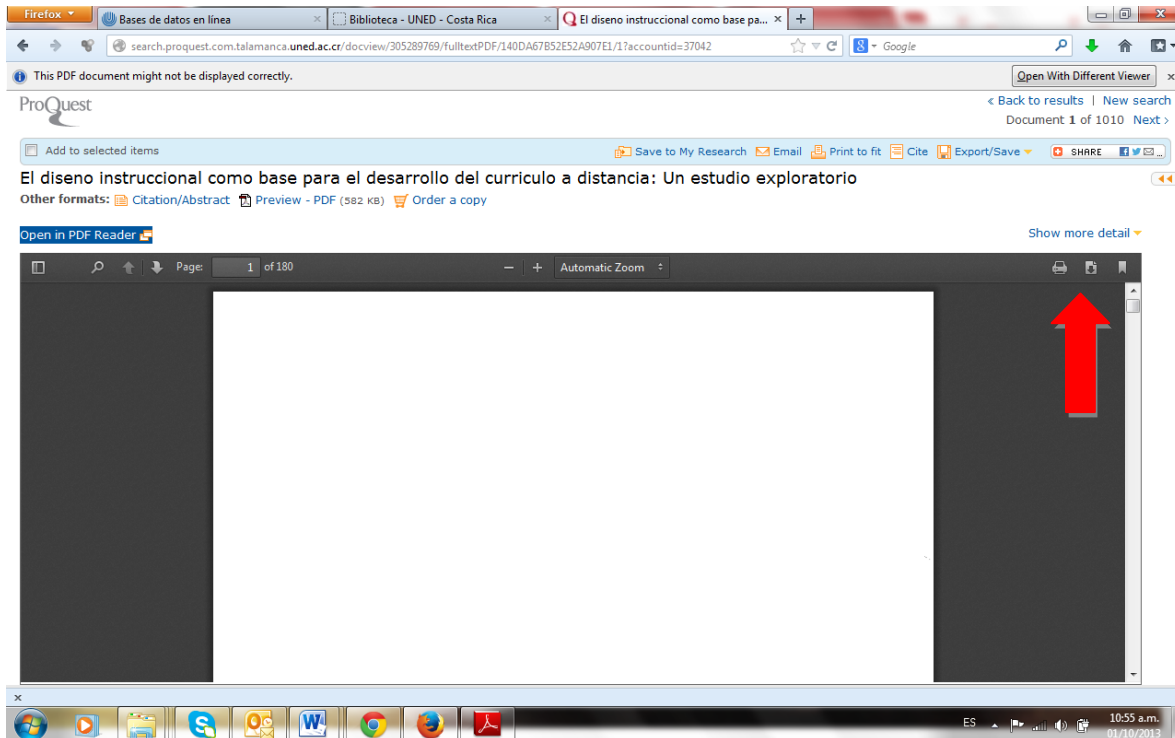 Firefox
Bases de datos en línea
Biblioteca - UNED - Costa Rica
El diseno instruccional como base pa...
search.proquest.com.talamanca.uned.ac.cr/docview/305289769/fulltextPDF/140DA67B52E52A907E1/1?accountid=37042
Google
This PDF document might not be displayed correctly.
Open With Different Viewer
ProQuest
« Back to results | New search
Document 1 of 1010 Next >
Add to selected items
Save to My Research Email Print to fit Cite Export/Save SHARE ...
El diseno instruccional como base para el desarrollo del curriculo a distancia: Un estudio exploratorio
Other formats: Citation/Abstract Preview - PDF (582 KB) Order a copy
Open in PDF Reader
Show more detail
Page: 1 of 180
Automatic Zoom
ES
10:55 a.m.
01/10/2013